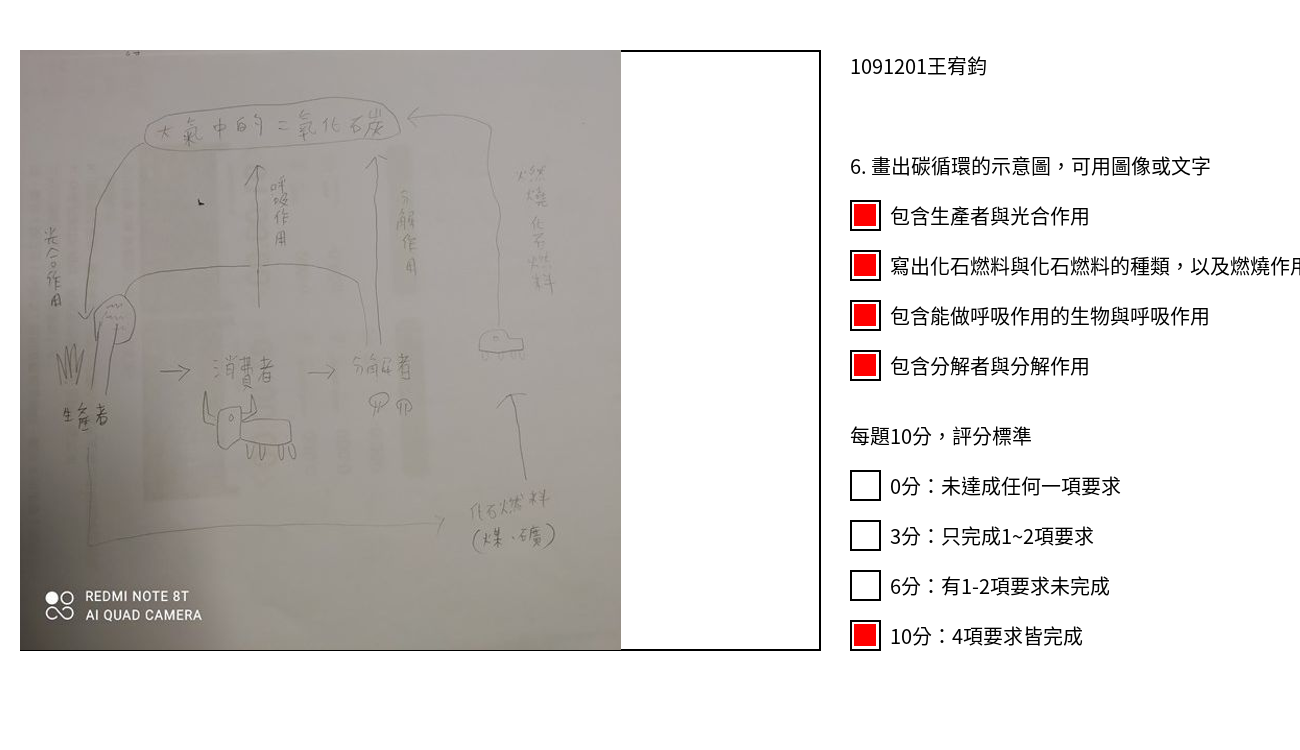 大氣中的二氧化石炭
光合作用
呼吸作用
分解作用
燃燒化石燃料
生產者
消費者
分解者
化石燃料
(煤、礦)
REDMI NOTE 8T
AI QUAD CAMERA
1091201王宥鈞
6. 畫出碳循環的示意圖，可用圖像或文字
包含生產者與光合作用
寫出化石燃料與化石燃料的種類，以及燃燒作用
包含能做呼吸作用的生物與呼吸作用
包含分解者與分解作用
每題10分，評分標準
0分：未達成任何一項要求
3分：只完成1~2項要求
6分：有1-2項要求未完成
10分：4項要求皆完成